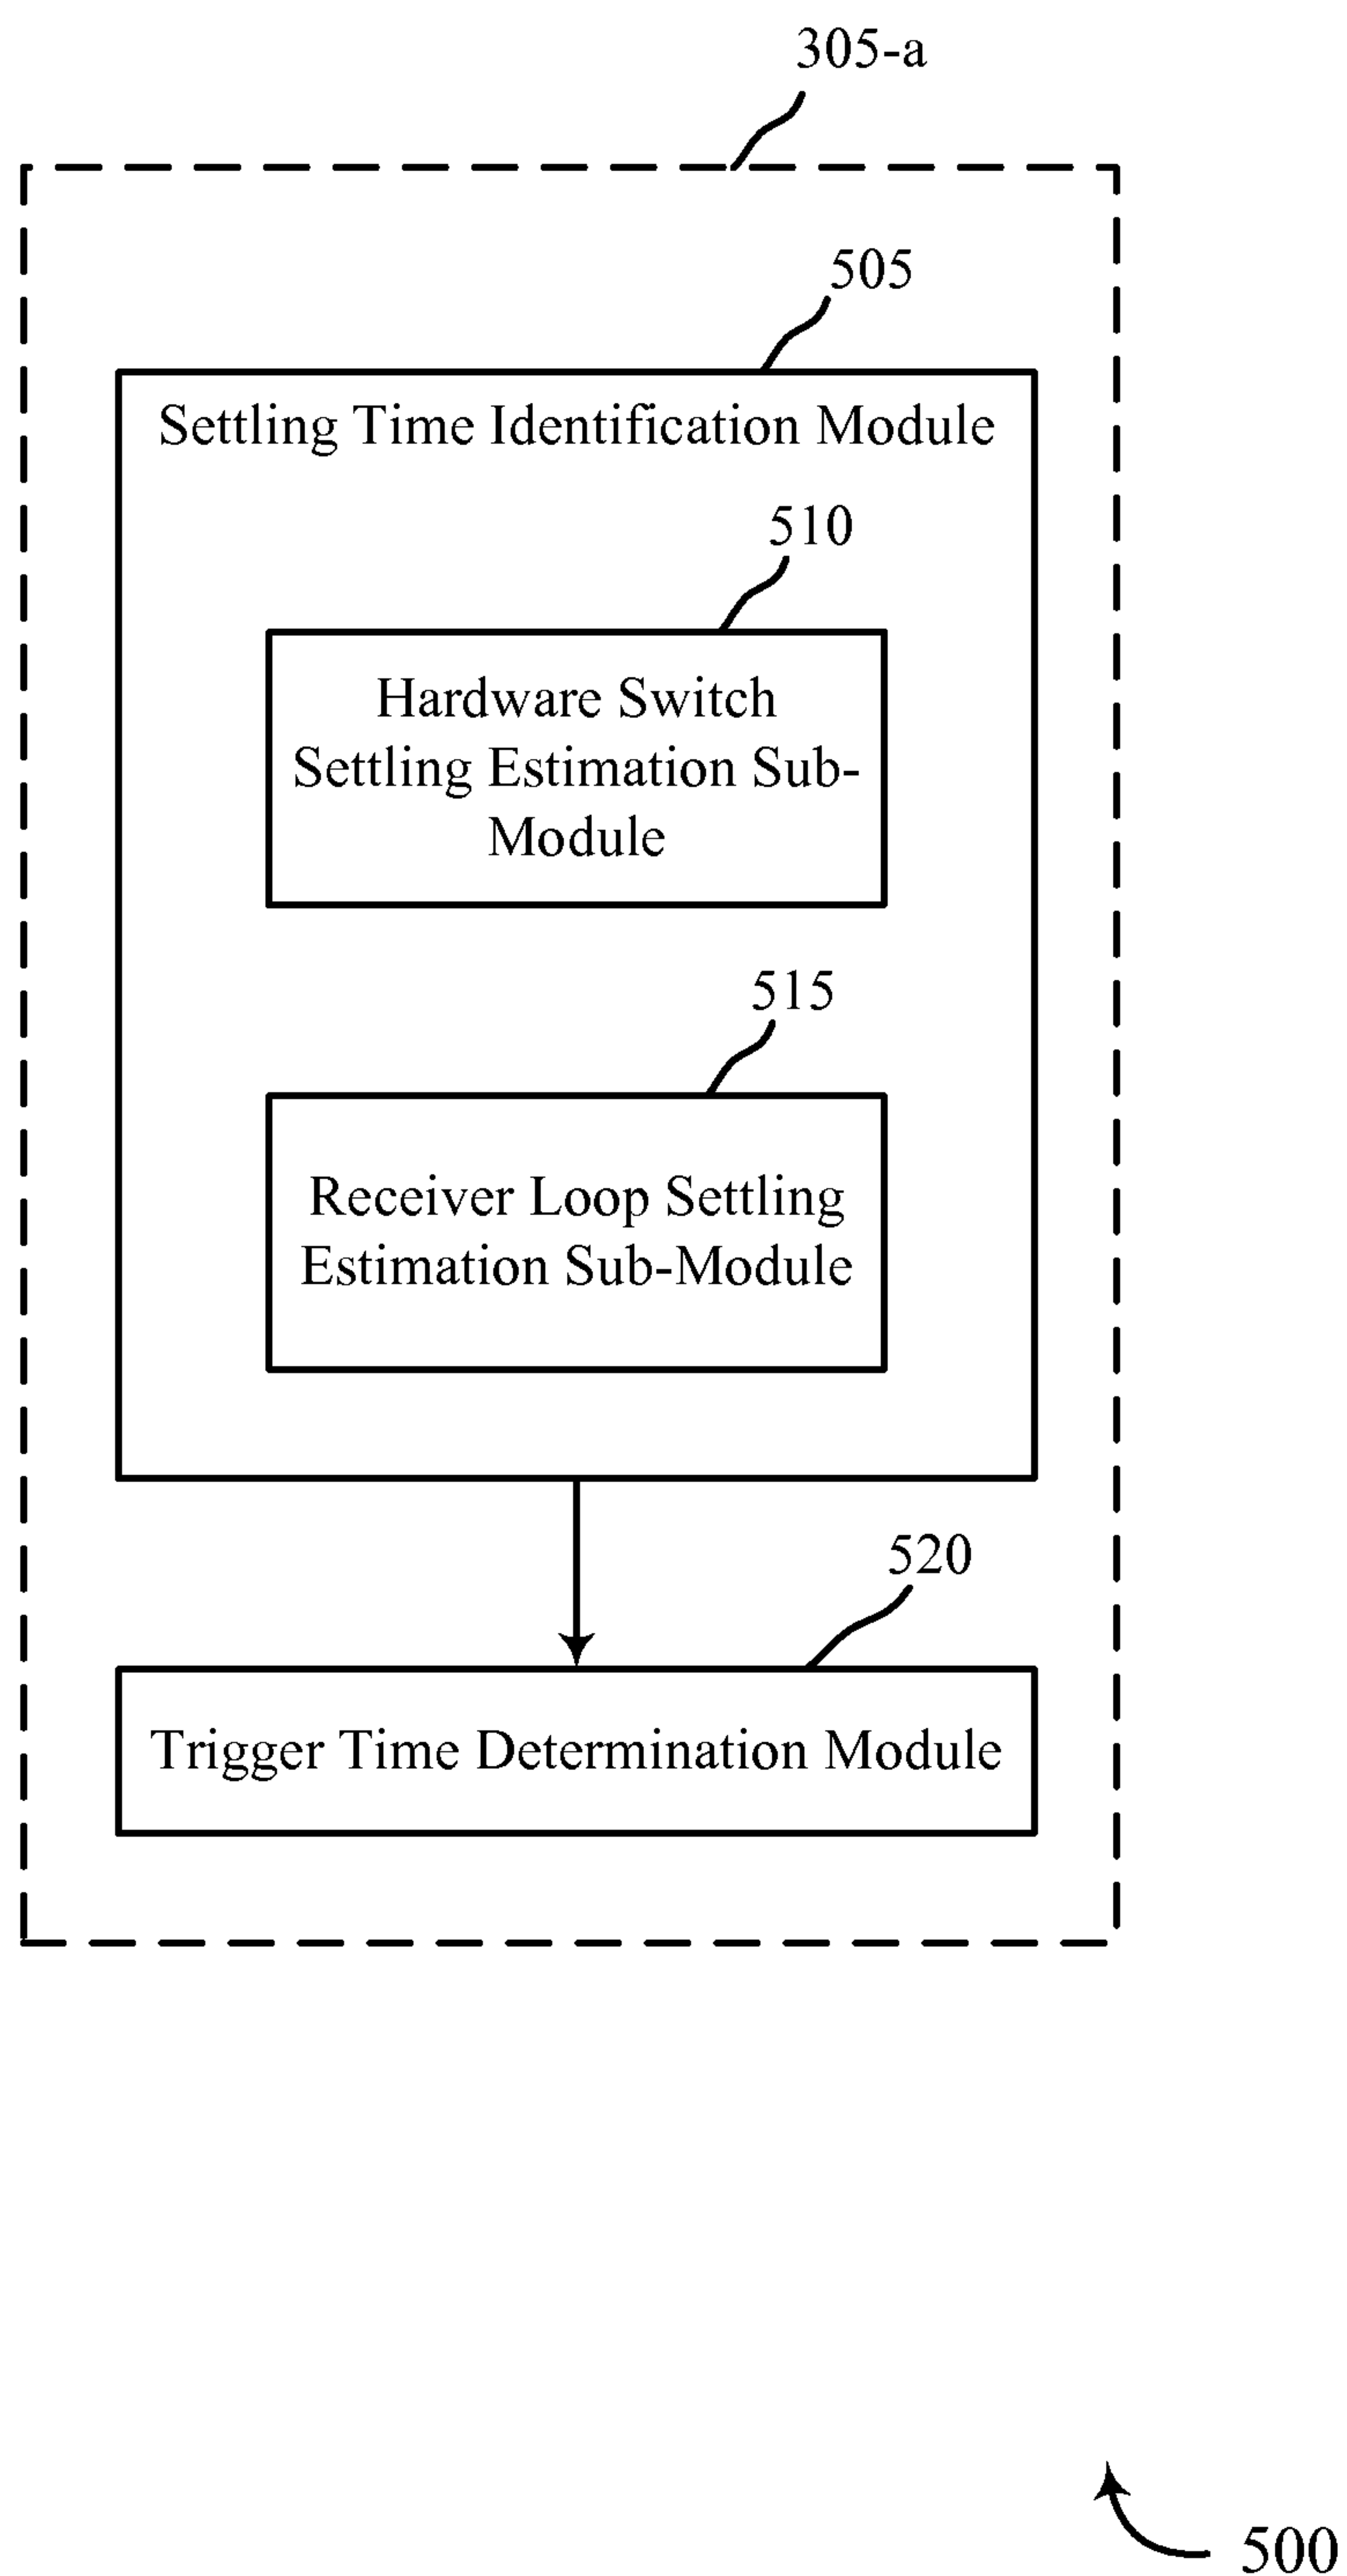 305-a
505
Settling Time Identification Module
510
Hardware Switch
Settling Estimation Sub-
Module
515
Receiver Loop Settling
Estimation Sub-Module
520
Trigger Time Determination Module
500